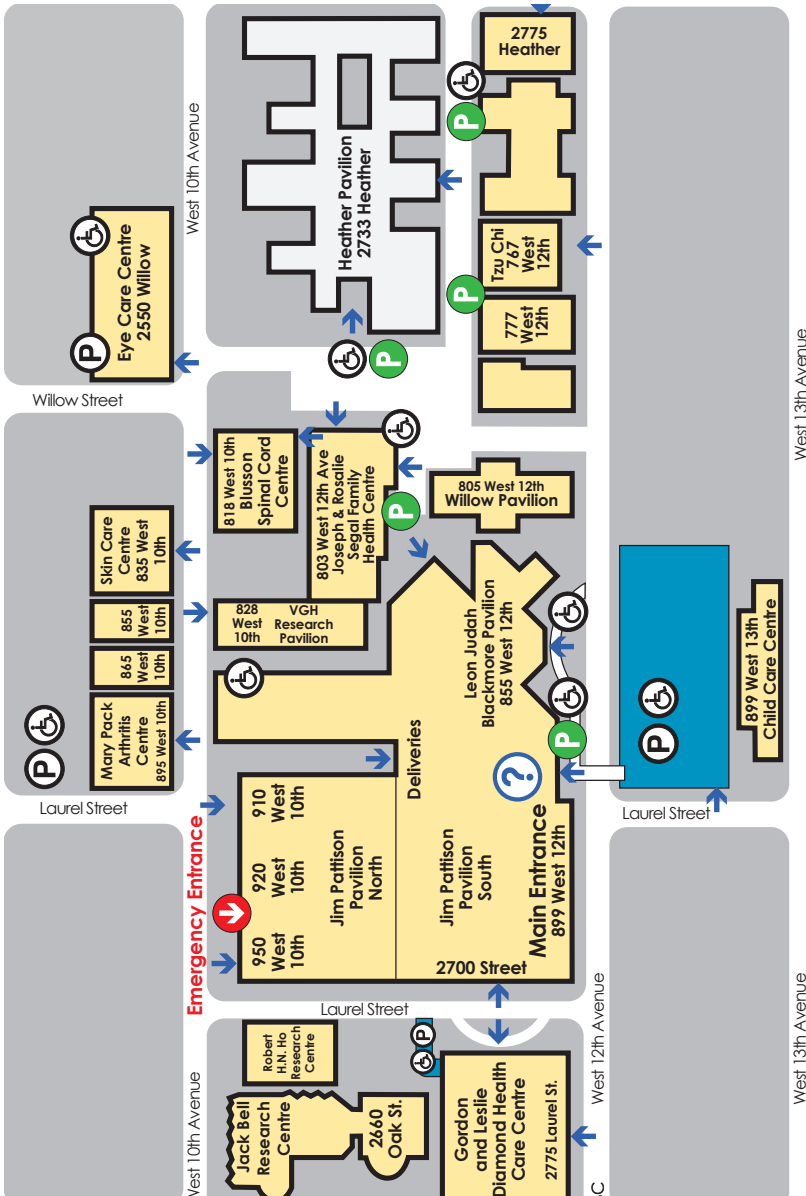 2775
Heather
P
West 10th Avenue
Heather Pavilion
2733 Heather
Eye Care Centre
2550 Willow
P
Tzu Chi
767
West
12th
P
777
West
12th
P
Willow Street
West 13th Avenue
818 West 10th
Blusson
Spinal Cord
Centre
803 West 12th Ave
Joseph & Rosalie
Segal Family
Health Centre
P
805 West 12th
Willow Pavilion
Skin Care
Centre
835 West
10th
855
West
10th
865
West
10th
Mary Pack
Arthritis
Centre
895 West 10th
P
Laurel Street
828
West
10th
VGH
Research
Pavilion
Leon Judah
Blackmore Pavilion
855 West 12th
P
?
Deliveries
P
899 West 13th
Child Care Centre
Laurel Street
Emergency Entrance
910
West
10th
920
West
10th
950
West
10th
Jim Pattison
Pavilion
North
Jim Pattison
Pavilion
South
Main Entrance
899 West 12th
2700 Street
Laurel Street
West 12th Avenue
West 13th Avenue
Robert
H.N. Ho
Research
Centre
P
Jack Bell
Research
Centre
2660
Oak St.
Gordon
and Leslie
Diamond Health
Care Centre
2775 Laurel St.
West 10th Avenue
C